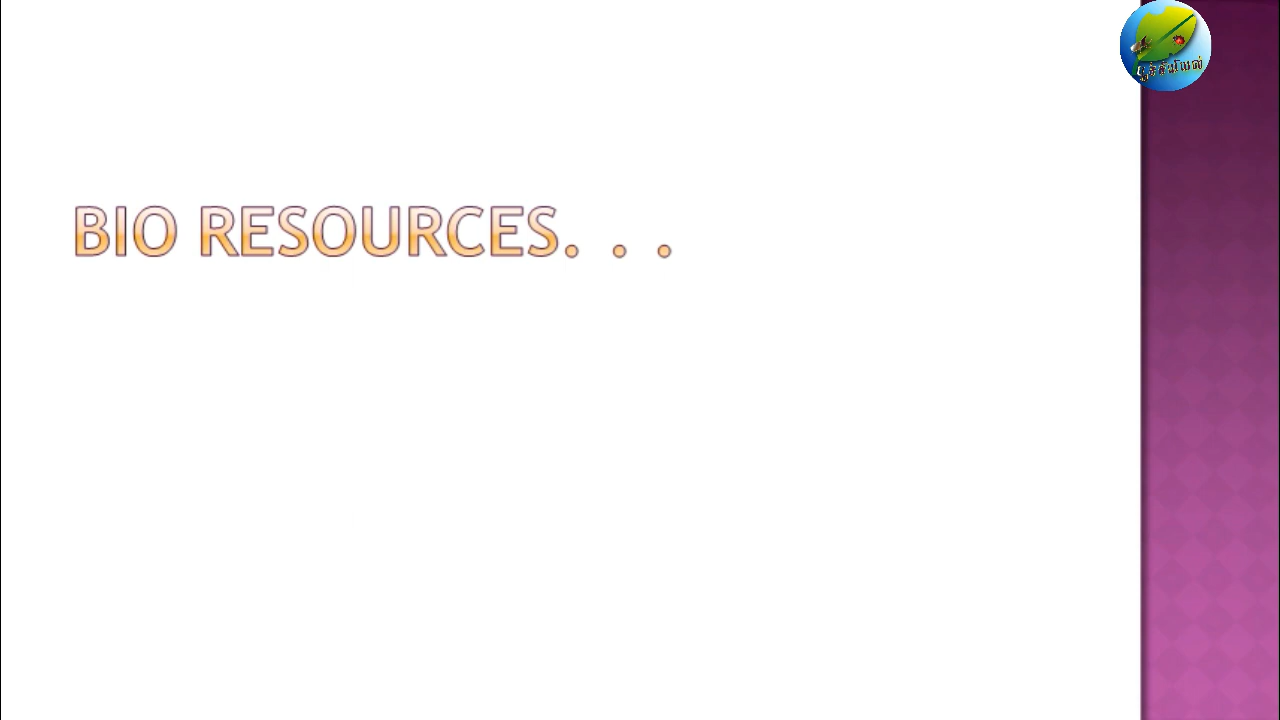 BIO RESOURCES. . .